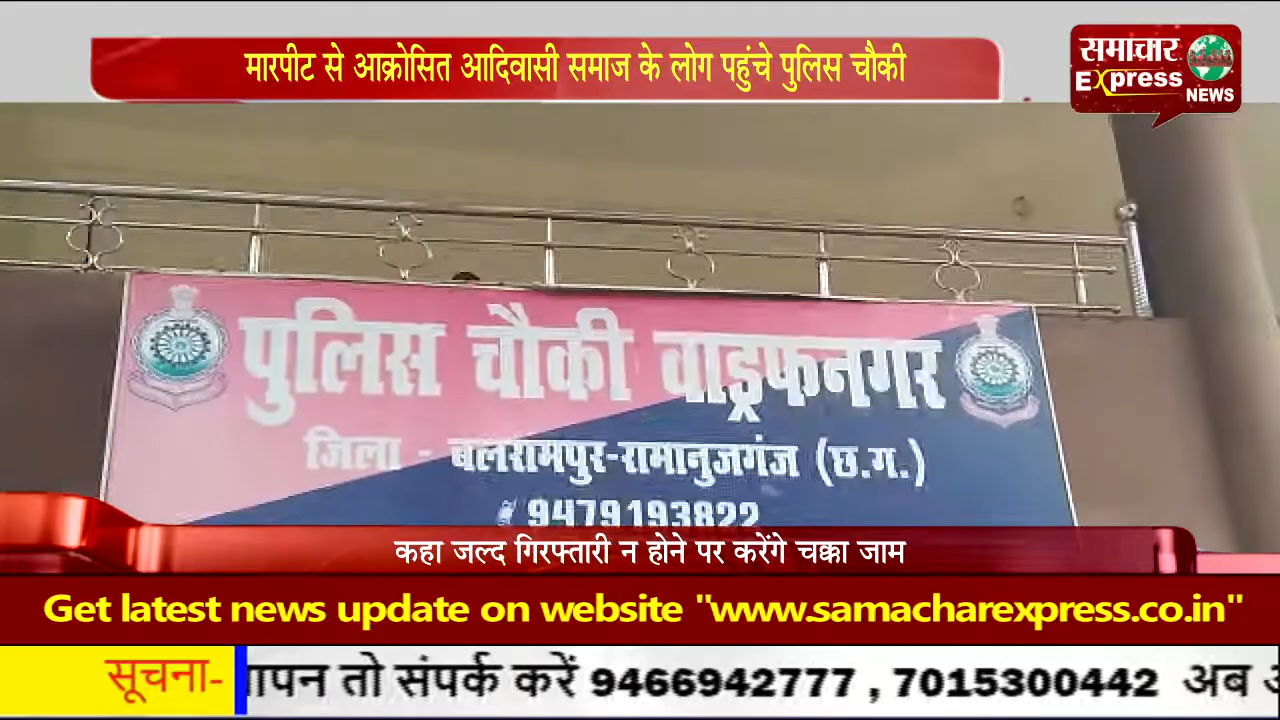 मारपीट से आक्रोसित आदिवासी समाज के लोग पहुंचे पुलिस चौकी
समाचार
Express
NEWS
पुलिस चौकी वाड्रफनगर
जिला - बलरामपुर-रामानुजगंज (छ.ग.)
9479193822
कहा जल्द गिरफ्तारी न होने पर करेंगे चक्का जाम
Get latest news update on website "www.samacharexpress.co.in"
सूचना- ापन तो संपर्क करें 9466942777 , 7015300442 अब